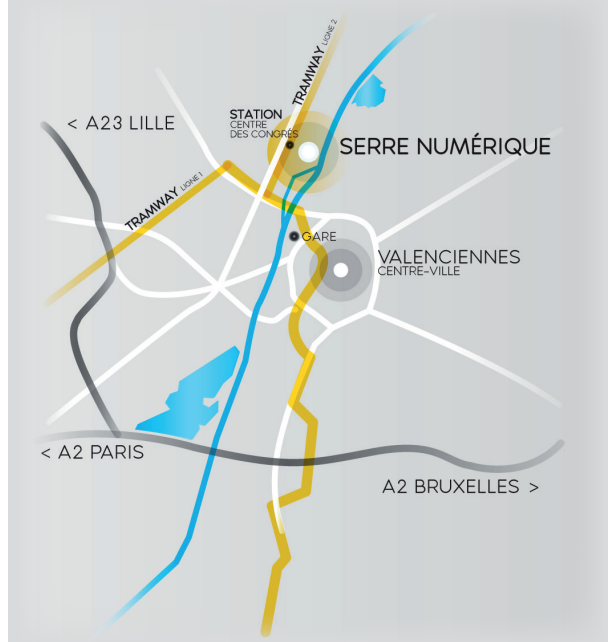 TRAMWAY LIGNE 2
STATION
CENTRE
DES CONGRÈS
< A23 LILLE
SERRE NUMÉRIQUE
TRAMWAY LIGNE 1
GARE
VALENCIENNES
CENTRE-VILLE
< A2 PARIS
A2 BRUXELLES >